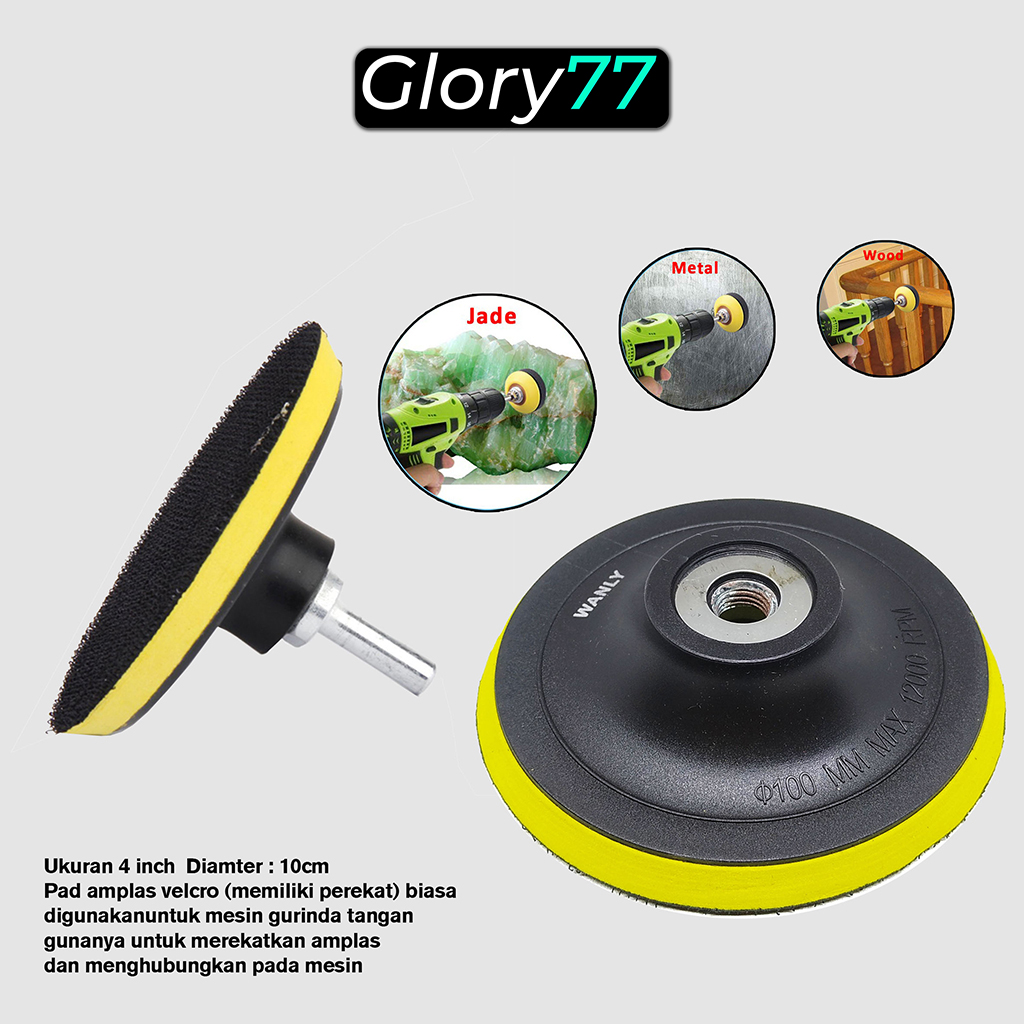 Glory77
Jade
Metal
Wood
WANLY
Φ100 MM MAX 12000 RPM
Ukuran 4 inch Diamter : 10cm
Pad amplas velcro (memiliki perekat) biasa
digunakanuntuk mesin gurinda tangan
gunanya untuk merekatkan amplas
dan menghubungkan pada mesin